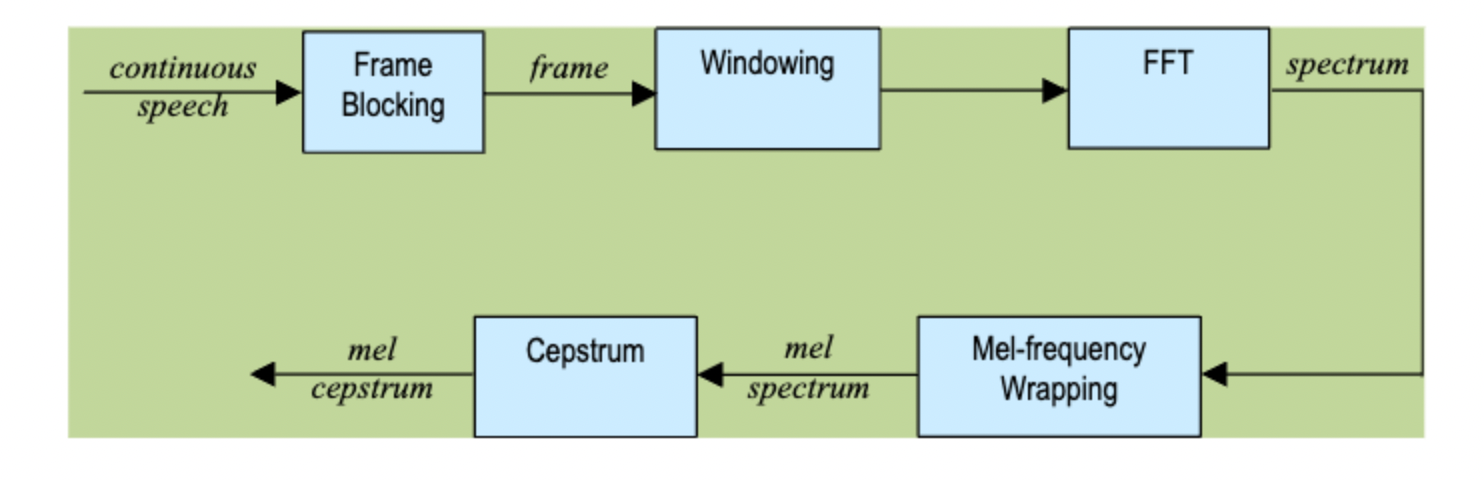 continuous
speech
Frame
Blocking
frame
Windowing
FFT
spectrum
Mel-frequency
Wrapping
mel
spectrum
Cepstrum
mel
cepstrum